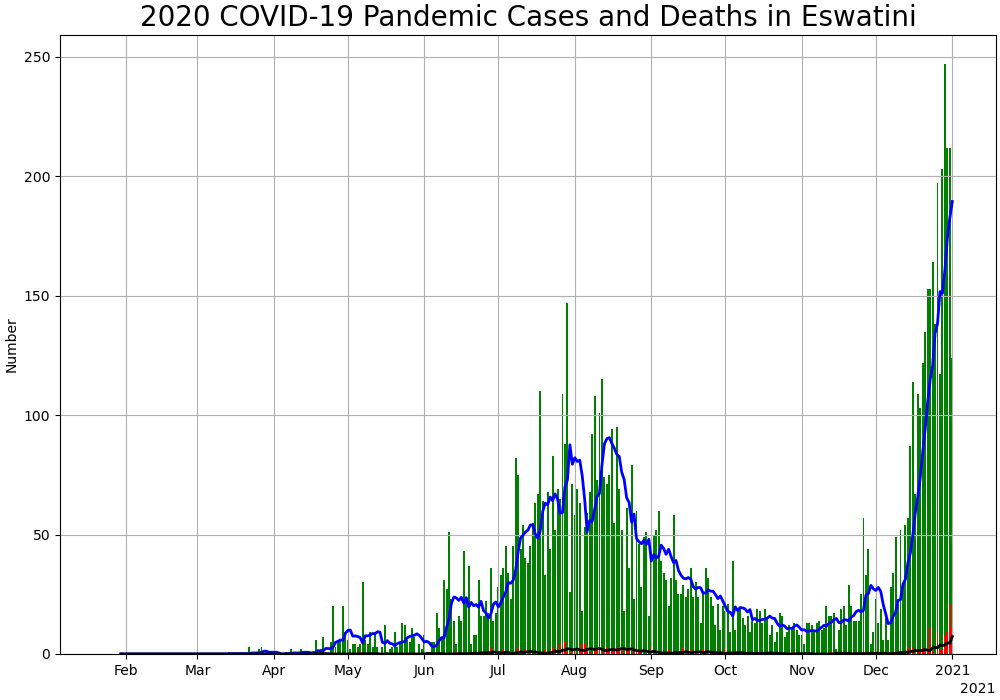 2020 COVID-19 Pandemic Cases and Deaths in Eswatini
250
200
150
100
50
0
Number
Feb Mar Apr May Jun Jul Aug Sep Oct Nov Dec 2021
2021